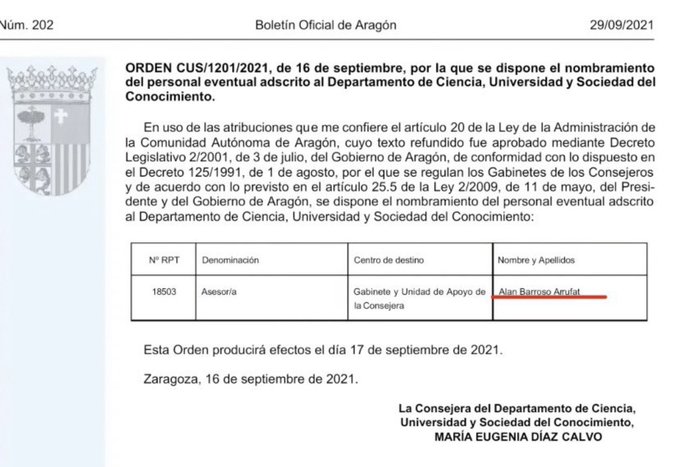 Núm. 202
Boletín Oficial de Aragón
29/09/2021
ORDEN CUS/1201/2021, de 16 de septiembre, por la que se dispone el nombramiento
del personal eventual adscrito al Departamento de Ciencia, Universidad y Sociedad del
Conocimiento.
En uso de las atribuciones que me confiere el artículo 20 de la Ley de la Administración de
la Comunidad Autónoma de Aragón, cuyo texto refundido fue aprobado mediante Decreto
Legislativo 2/2001, de 3 de julio, del Gobierno de Aragón, de conformidad con lo dispuesto en
el Decreto 125/1991, de 1 de agosto, por el que se regulan los Gabinetes de los Consejeros
y de acuerdo con lo previsto en el artículo 25.5 de la Ley 2/2009, de 11 de mayo, del Presi-
dente y del Gobierno de Aragón, se dispone el nombramiento del personal eventual adscrito
al Departamento de Ciencia, Universidad y Sociedad del Conocimiento:
Nº RPT Denominación Centro de destino Nombre y Apellidos
18503 Asesor/a Gabinete y Unidad de Apoyo de Alan Barroso Arrufat
la Consejera
Esta Orden producirá efectos el día 17 de septiembre de 2021.
Zaragoza, 16 de septiembre de 2021.
La Consejera del Departamento de Ciencia,
Universidad y Sociedad del Conocimiento,
MARÍA EUGENIA DÍAZ CALVO